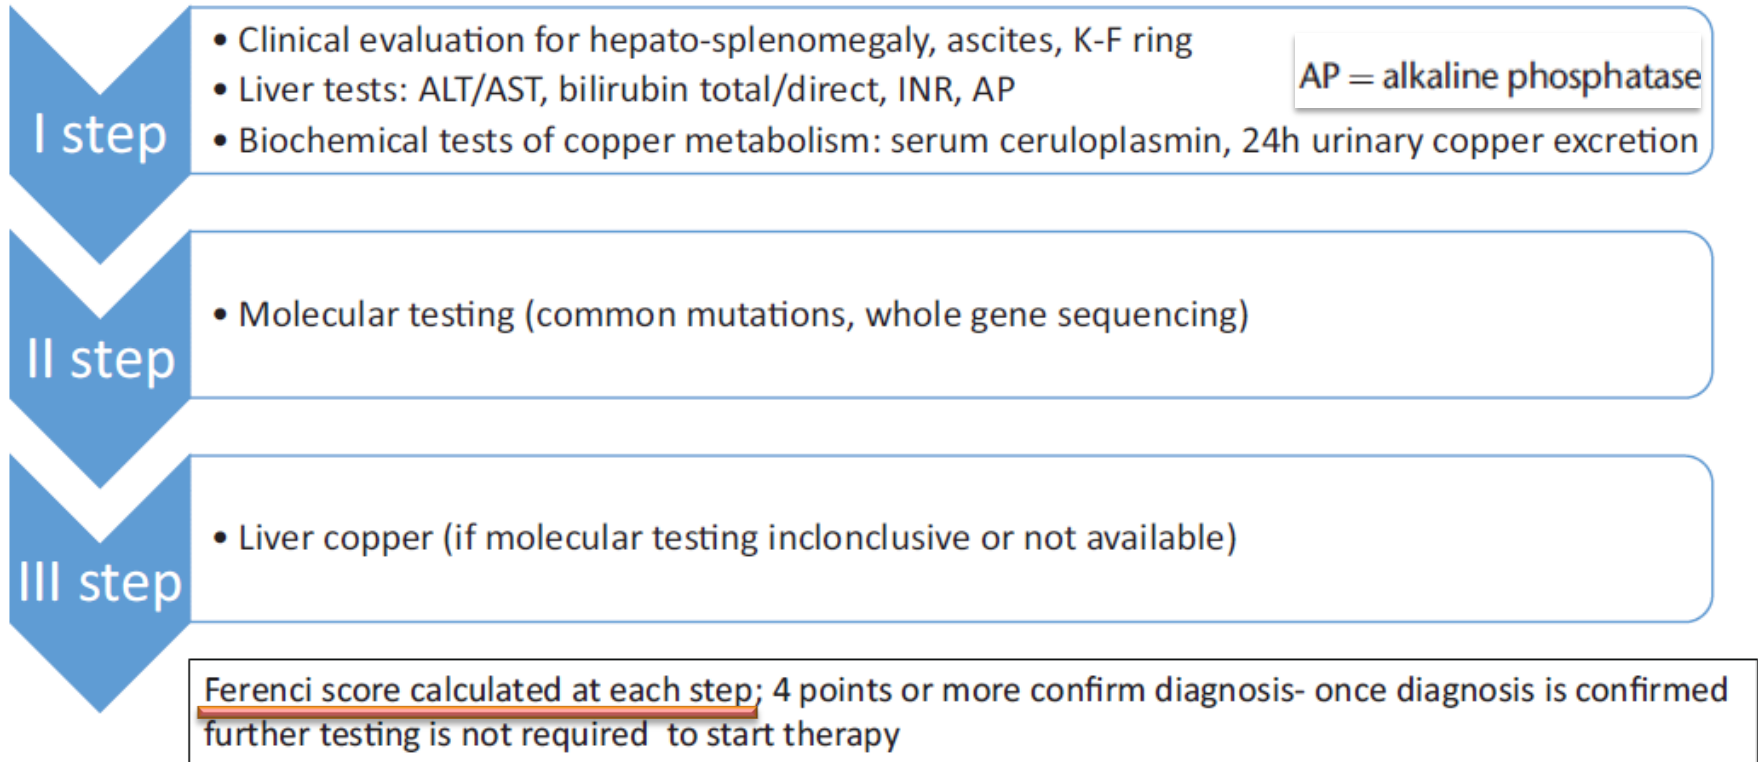 I step
• Clinical evaluation for hepato-splenomegaly, ascites, K-F ring
• Liver tests: ALT/AST, bilirubin total/direct, INR, AP
AP = alkaline phosphatase
• Biochemical tests of copper metabolism: serum ceruloplasmin, 24h urinary copper excretion
II step
• Molecular testing (common mutations, whole gene sequencing)
III step
• Liver copper (if molecular testing inclonclusive or not available)
Ferenci score calculated at each step; 4 points or more confirm diagnosis- once diagnosis is confirmed
further testing is not required to start therapy